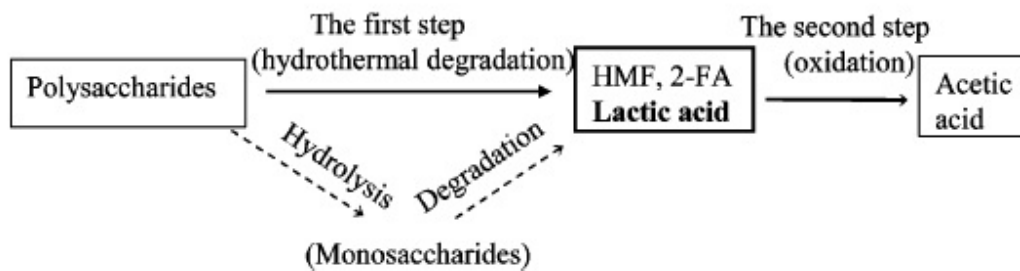 The first step
(hydrothermal degradation)
The second step
(oxidation)
Polysaccharides
HMF, 2-FA
Lactic acid
Acetic
acid
Hydrolysis
Degradation
(Monosaccharides)